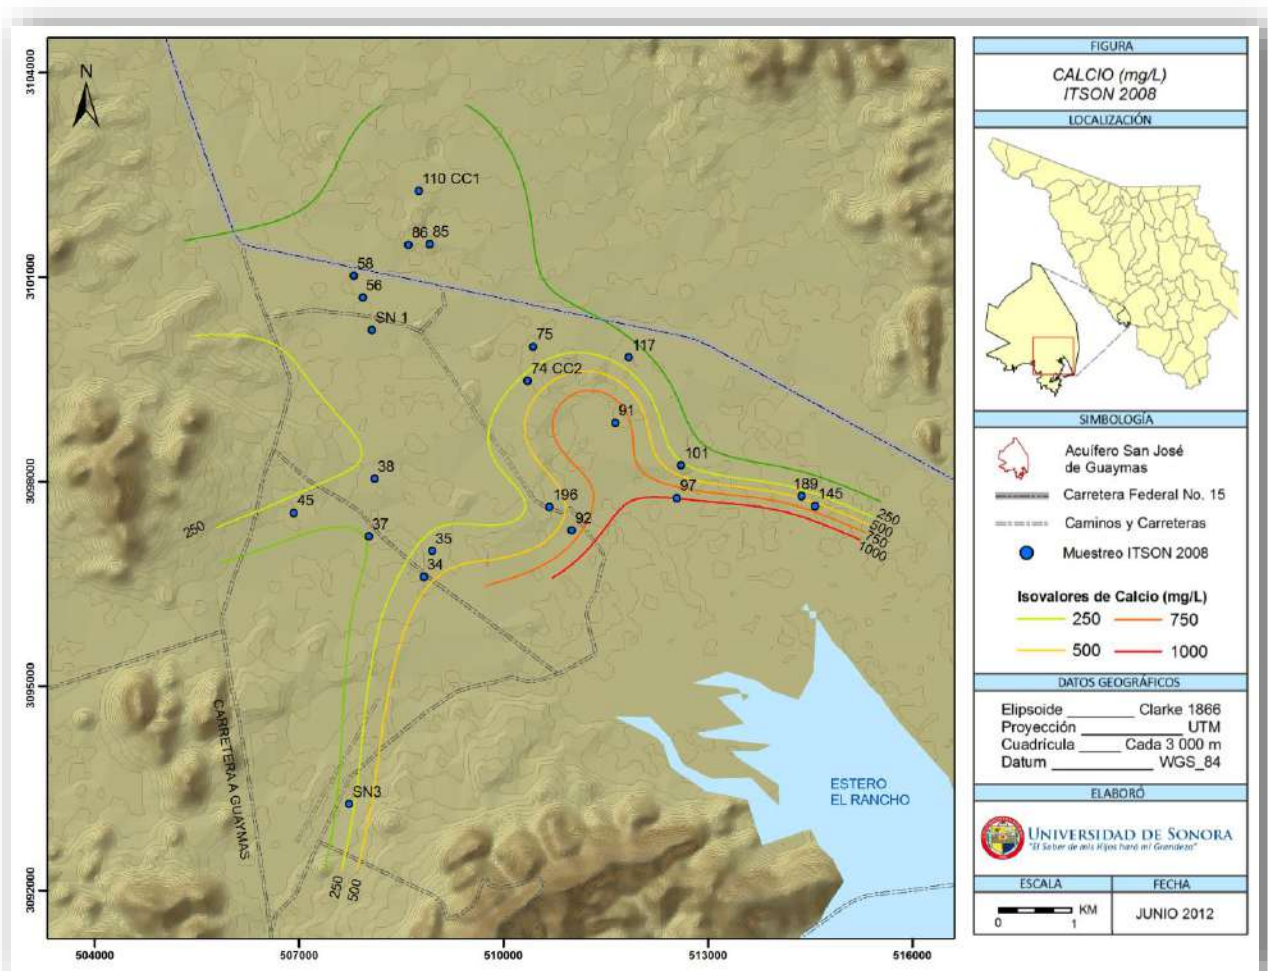 N
3104000
3101000
3098000
3095000
3092000
504000
507000
510000
513000
516000
110 CC1
86
85
58
56
SN 1
75
117
74 CC2
91
101
38
97
189
145
45
196
92
37
35
34
SN3
250
250
500
750
1000
250
500
CARRETERA A GUAYMAS
ESTERO
EL RANCHO
FIGURA
CALCIO (mg/L)
ITSON 2008
LOCALIZACIÓN
SIMBOLOGÍA
Acuífero San José
de Guaymas
Carretera Federal No. 15
Caminos y Carreteras
Muestreo ITSON 2008
Isovalores de Calcio (mg/L)
250 750
500 1000
DATOS GEOGRÁFICOS
Elipsoide Clarke 1866
Proyección UTM
Cuadrícula Cada 3 000 m
Datum WGS_84
ELABORÓ
UNIVERSIDAD DE SONORA
"El Saber de mis Hijos hará mi Grandeza"
ESCALA
KM
0 1
FECHA
JUNIO 2012